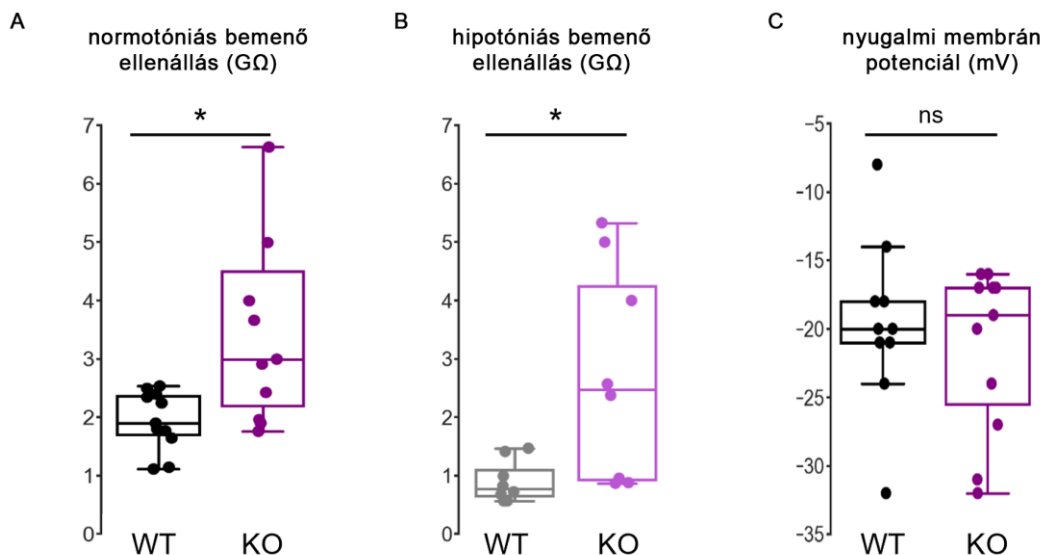 A
normotóniás bemenő
ellenállás (GΩ)
*
7
6
5
4
3
2
1
0
WT
KO
B
hipotóniás bemenő
ellenállás (GΩ)
*
7
6
5
4
3
2
1
0
WT
KO
C
nyugalmi membrán
potenciál (mV)
ns
−5
−10
−15
−20
−25
−30
−35
WT
KO